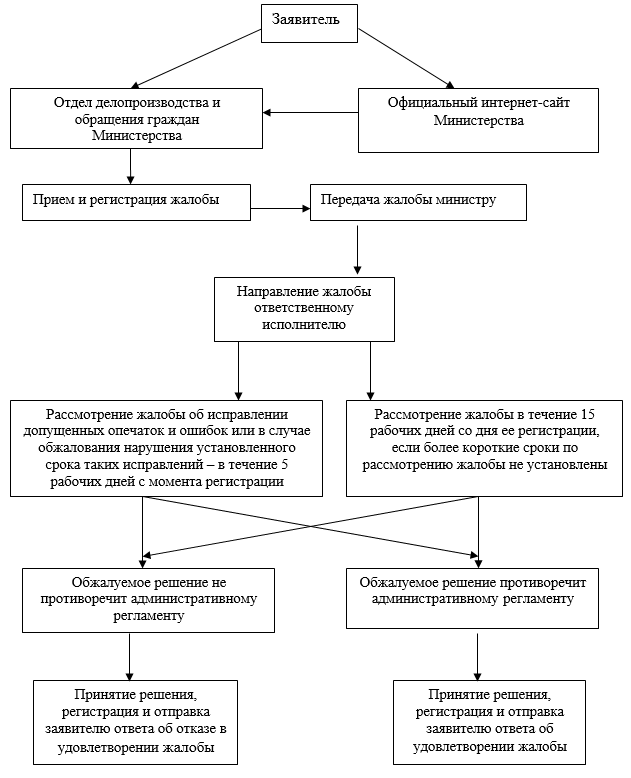 Заявитель
Отдел делопроизводства и
обращения граждан
Министерства
Официальный интернет-сайт
Министерства
Прием и регистрация жалобы
Передача жалобы министру
Направление жалобы
ответственному
исполнителю
Рассмотрение жалобы об исправлении
допущенных опечаток и ошибок или в случае
обжалования нарушения установленного
срока таких исправлений – в течение 5
рабочих дней с момента регистрации
Рассмотрение жалобы в течение 15
рабочих дней со дня ее регистрации,
если более короткие сроки по
рассмотрению жалобы не установлены
Обжалуемое решение не
противоречит административному
регламенту
Обжалуемое решение противоречит
административному регламенту
Принятие решения,
регистрация и отправка
заявителю ответа об отказе в
удовлетворении жалобы
Принятие решения,
регистрация и отправка
заявителю ответа об
удовлетворении жалобы